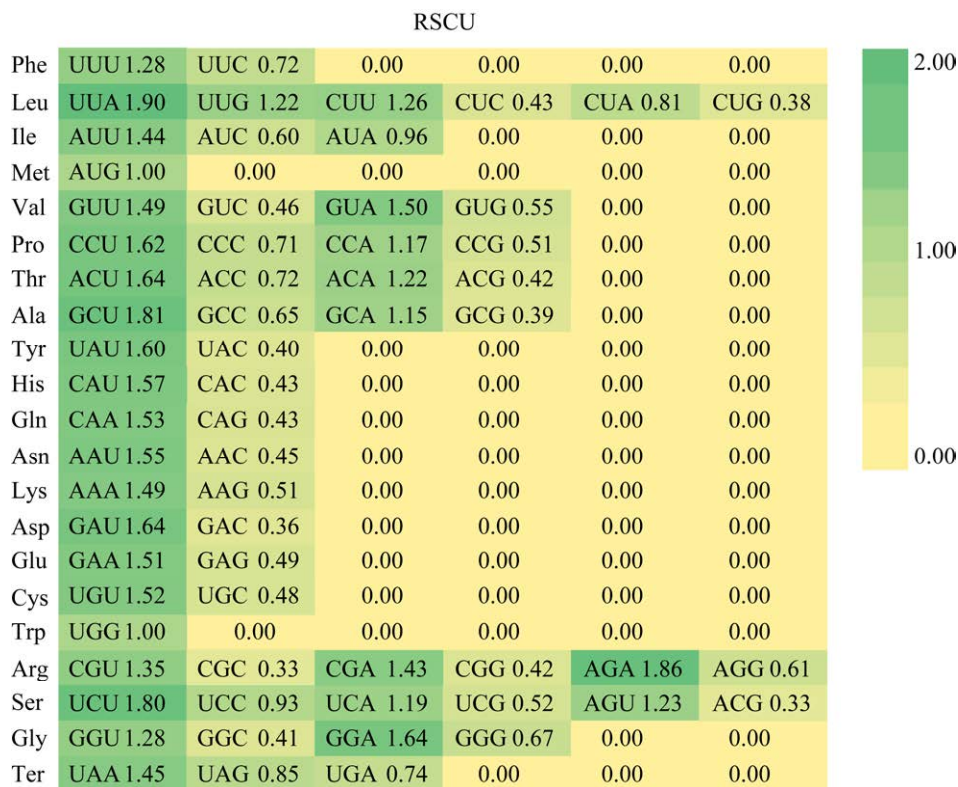 RSCU
Phe UUU 1.28 UUC 0.72 0.00 0.00 0.00 0.00
Leu UUA 1.90 UUG 1.22 CUU 1.26 CUC 0.43 CUA 0.81 CUG 0.38
Ile AUU 1.44 AUC 0.60 AUA 0.96 0.00 0.00 0.00
Met AUG 1.00 0.00 0.00 0.00 0.00 0.00
Val GUU 1.49 GUC 0.46 GUA 1.50 GUG 0.55 0.00 0.00
Pro CCU 1.62 CCC 0.71 CCA 1.17 CCG 0.51 0.00 0.00
Thr ACU 1.64 ACC 0.72 ACA 1.22 ACG 0.42 0.00 0.00
Ala GCU 1.81 GCC 0.65 GCA 1.15 GCG 0.39 0.00 0.00
Tyr UAU 1.60 UAC 0.40 0.00 0.00 0.00 0.00
His CAU 1.57 CAC 0.43 0.00 0.00 0.00 0.00
Gln CAA 1.53 CAG 0.43 0.00 0.00 0.00 0.00
Asn AAU 1.55 AAC 0.45 0.00 0.00 0.00 0.00
Lys AAA 1.49 AAG 0.51 0.00 0.00 0.00 0.00
Asp GAU 1.64 GAC 0.36 0.00 0.00 0.00 0.00
Glu GAA 1.51 GAG 0.49 0.00 0.00 0.00 0.00
Cys UGU 1.52 UGC 0.48 0.00 0.00 0.00 0.00
Trp UGG 1.00 0.00 0.00 0.00 0.00 0.00
Arg CGU 1.35 CGC 0.33 CGA 1.43 CGG 0.42 AGA 1.86 AGG 0.61
Ser UCU 1.80 UCC 0.93 UCA 1.19 UCG 0.52 AGU 1.23 ACG 0.33
Gly GGU 1.28 GGC 0.41 GGA 1.64 GGG 0.67 0.00 0.00
Ter UAA 1.45 UAG 0.85 UGA 0.74 0.00 0.00 0.00
2.00
1.00
0.00